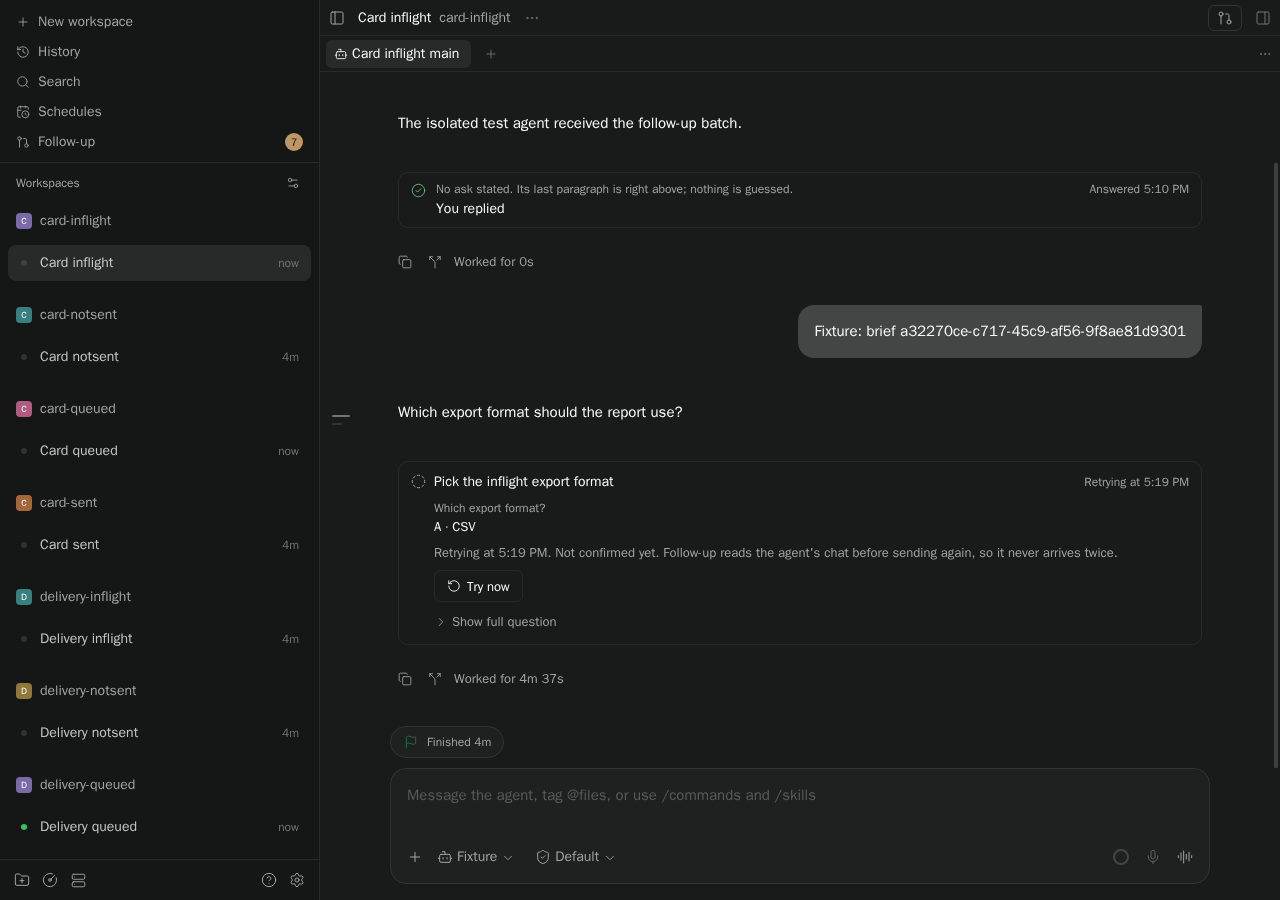 New workspace
History
Search
Schedules
Follow-up 7
Workspaces
C card-inflight
Card inflight now
C card-notsent
Card notsent 4m
C card-queued
Card queued now
C card-sent
Card sent 4m
D delivery-inflight
Delivery inflight 4m
D delivery-notsent
Delivery notsent 4m
D delivery-queued
Delivery queued now
Card inflight card-inflight
Card inflight main
The isolated test agent received the follow-up batch.
No ask stated. Its last paragraph is right above; nothing is guessed. Answered 5:10 PM
You replied
Worked for 0s
Fixture: brief a32270ce-c717-45c9-af56-9f8ae81d9301
Which export format should the report use?
Pick the inflight export format Retrying at 5:19 PM
Which export format?
A · CSV
Retrying at 5:19 PM. Not confirmed yet. Follow-up reads the agent's chat before sending again, so it never arrives twice.
Try now
Show full question
Worked for 4m 37s
Finished 4m
Message the agent, tag @files, or use /commands and /skills
Fixture Default